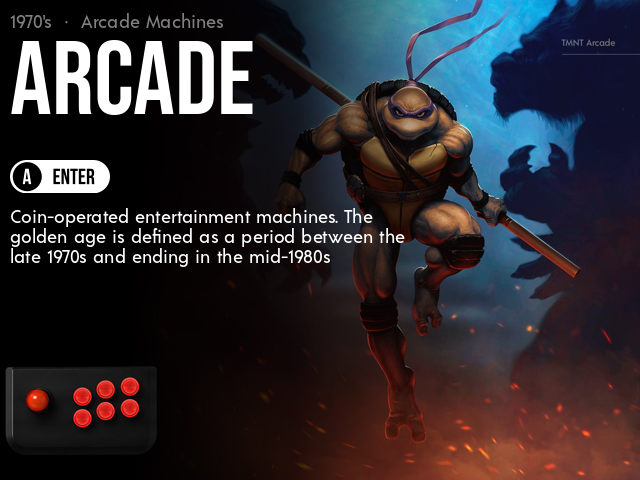 1970's · Arcade Machines
TMNT Arcade
ARCADE
A ENTER
Coin-operated entertainment machines. The
golden age is defined as a period between the
late 1970s and ending in the mid-1980s